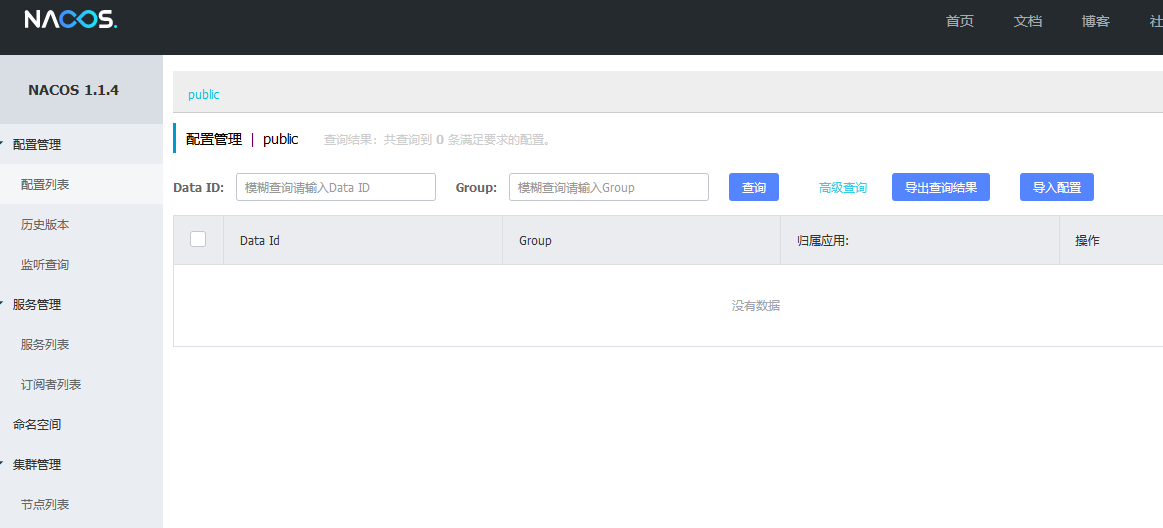 NACOS.
首页 文档 博客 社
NACOS 1.1.4
public
配置管理
配置管理 | public 查询结果：共查询到 0 条满足要求的配置。
配置列表
Data ID: 模糊查询请输入Data ID Group: 模糊查询请输入Group 查询 高级查询 导出查询结果 导入配置
历史版本
Data Id Group 归属应用: 操作
监听查询
服务管理
没有数据
服务列表
订阅者列表
命名空间
集群管理
节点列表